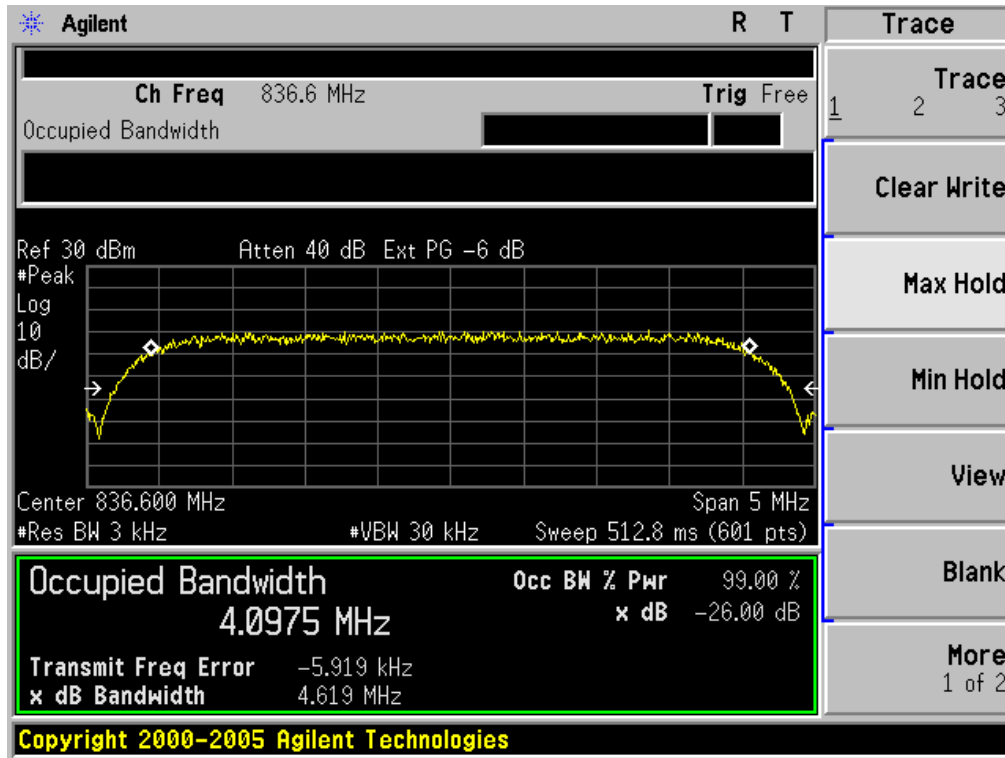 Agilent R T Trace
Ch Freq 836.6 MHz Trig Free
Occupied Bandwidth
Trace
1 2 3
Clear Write
Max Hold
Min Hold
View
Blank
More
1 of 2
Ref 30 dBm Atten 40 dB Ext PG -6 dB
#Peak
Log
10
dB/
Center 836.600 MHz Span 5 MHz
#Res BW 3 kHz #VBW 30 kHz Sweep 512.8 ms (601 pts)
Occupied Bandwidth Occ BW % Pwr 99.00 %
4.0975 MHz x dB -26.00 dB
Transmit Freq Error -5.919 kHz
x dB Bandwidth 4.619 MHz
Copyright 2000-2005 Agilent Technologies